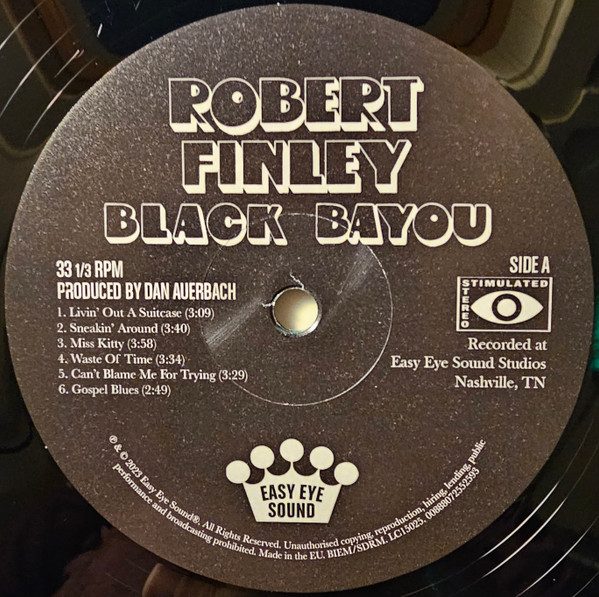 ROBERT
FINLEY
BLACK BAYOU
33 1/3 RPM
PRODUCED BY DAN AUERBACH
1. Livin' Out A Suitcase (3:09)
2. Sneakin' Around (3:40)
3. Miss Kitty (3:58)
4. Waste Of Time (3:34)
5. Can't Blame Me For Trying (3:29)
6. Gospel Blues (2:49)
SIDE A
STIMULATED
STEREO
Recorded at
Easy Eye Sound Studios
Nashville, TN
EASY EYE
SOUND
℗ & © 2023 Easy Eye Sound®. All Rights Reserved. Unauthorised copying, reproduction, hiring, lending, public
performance and broadcasting prohibited. Made in the EU. BIEM/SDRM. LC15025. 00888072552593